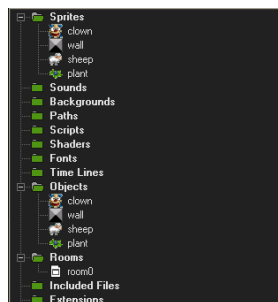 Sprites
clown
wall
sheep
plant
Sounds
Backgrounds
Paths
Scripts
Shaders
Fonts
Time Lines
Objects
clown
wall
sheep
plant
Rooms
room0
Included Files
Extensions